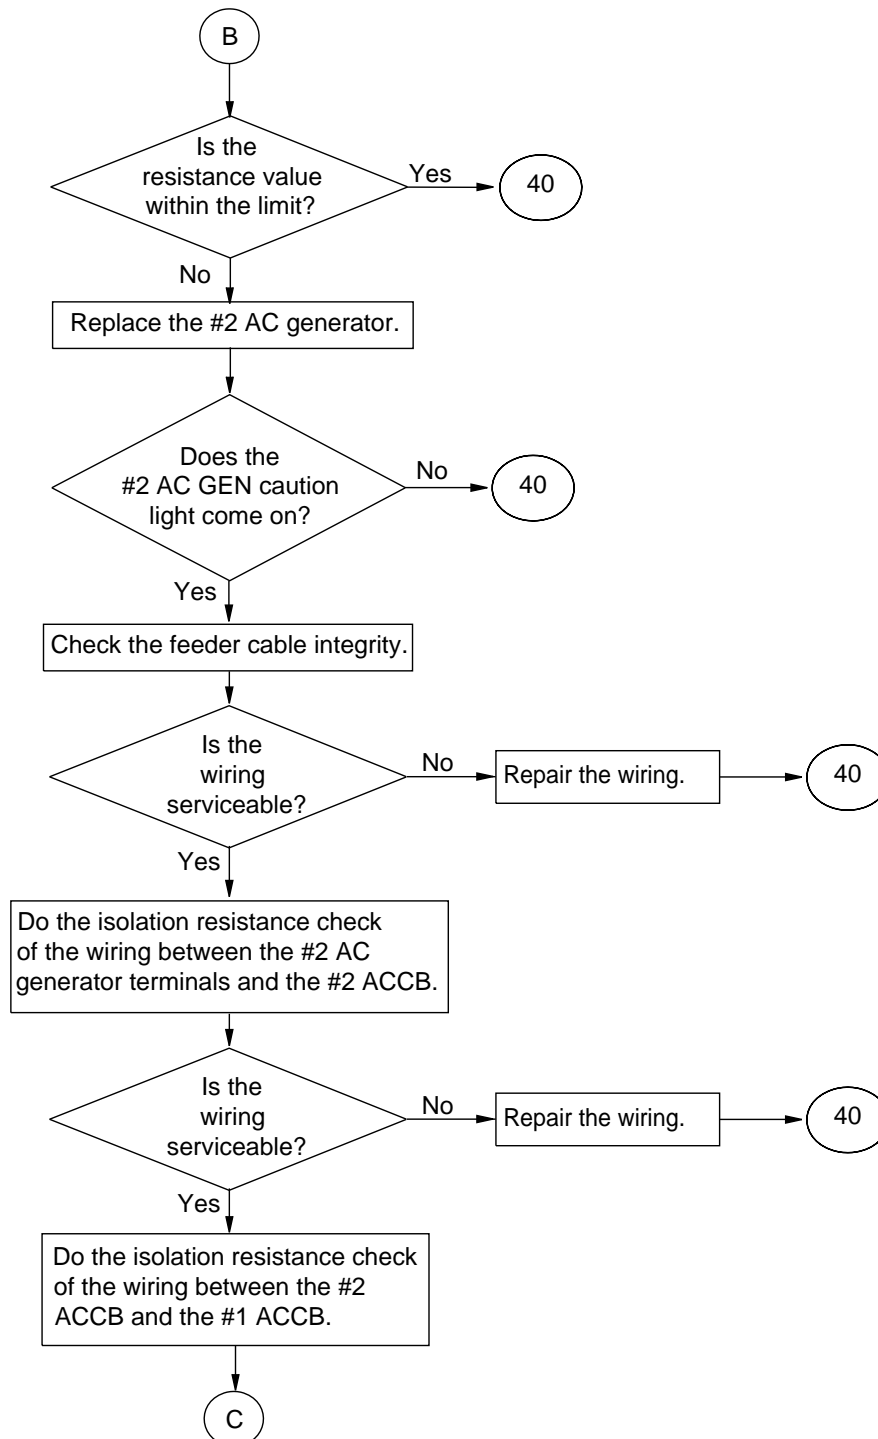 B
Is the
resistance value
within the limit?
Yes
40
No
Replace the #2 AC generator.
Does the
#2 AC GEN caution
light come on?
No
40
Yes
Check the feeder cable integrity.
Is the
wiring
serviceable?
No
Repair the wiring.
40
Yes
Do the isolation resistance check
of the wiring between the #2 AC
generator terminals and the #2 ACCB.
Is the
wiring
serviceable?
No
Repair the wiring.
40
Yes
Do the isolation resistance check
of the wiring between the #2
ACCB and the #1 ACCB.
C